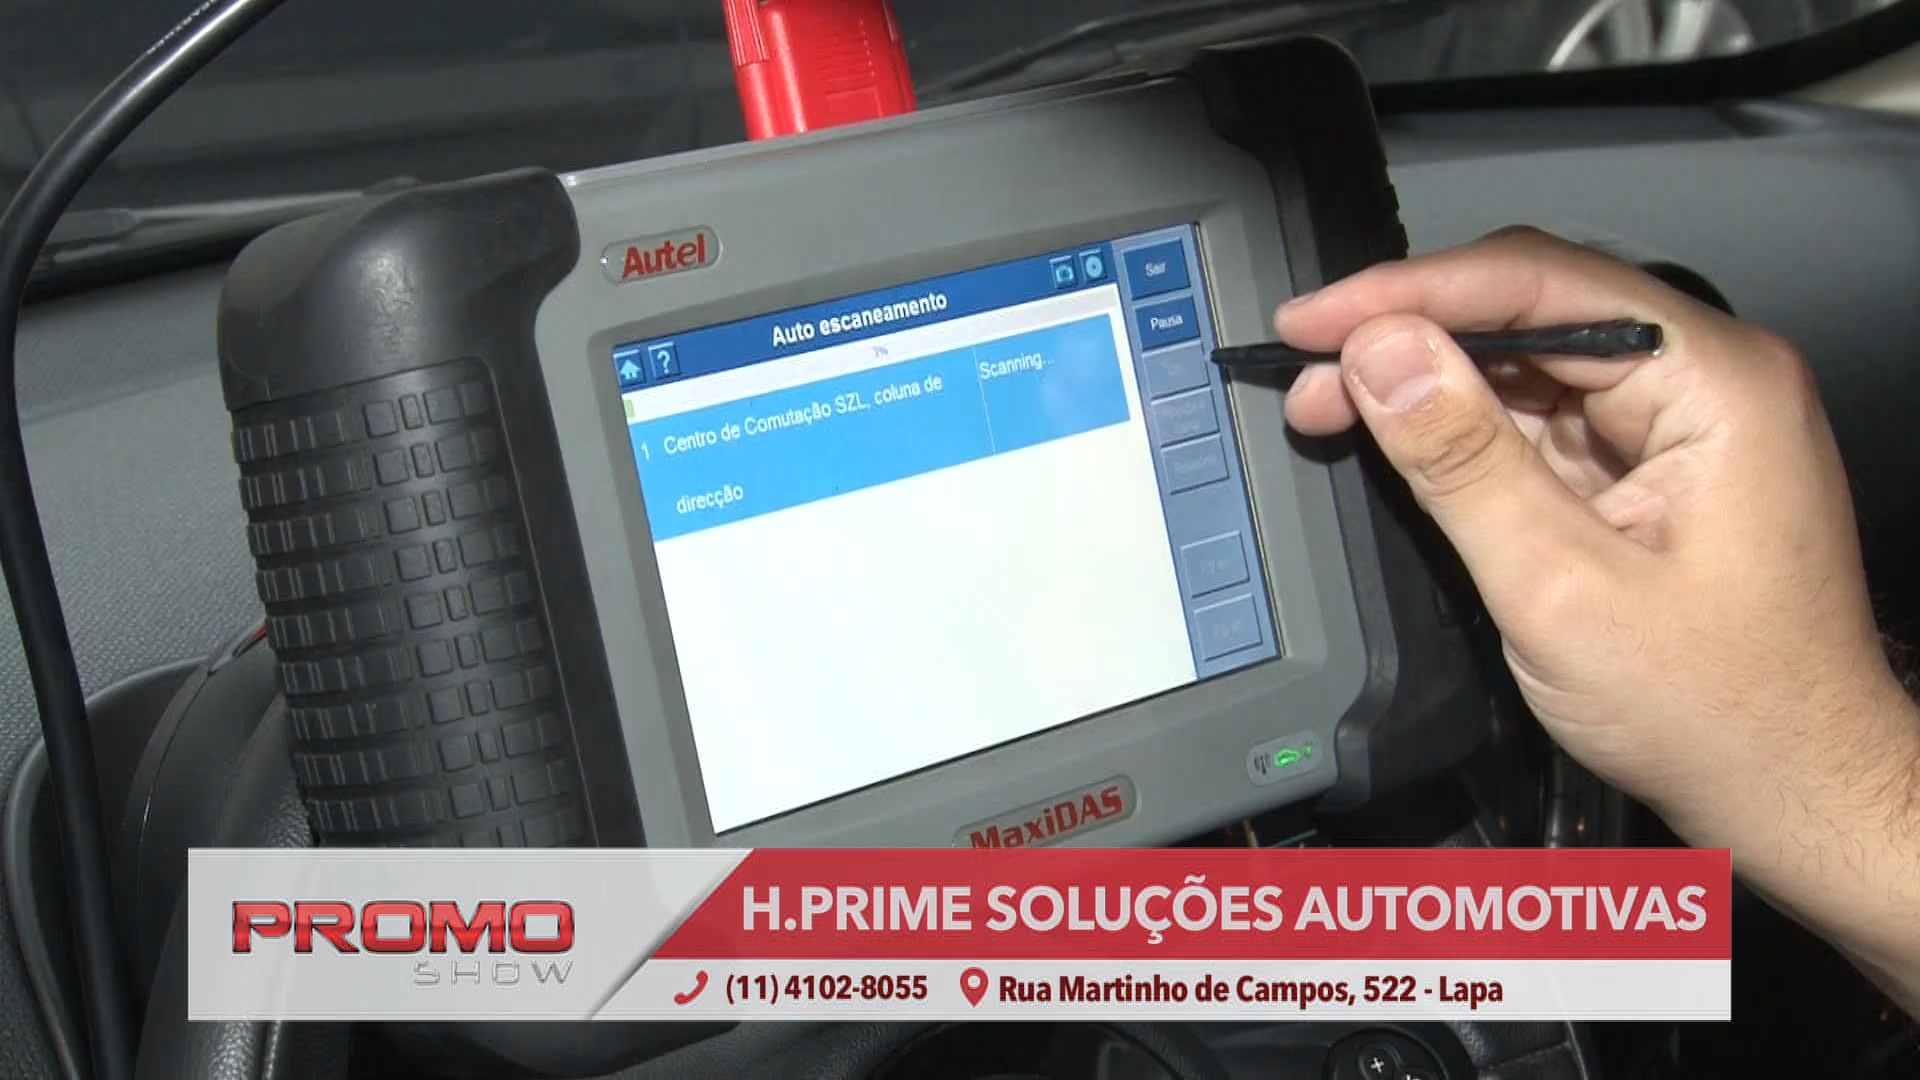 Autel
Auto escaneamento
Sair
Pausa
1 Centro de Comutação SZL, coluna de
direcção
Scanning...
MaxiDAS
PROMO
SHOW
H.PRIME SOLUÇÕES AUTOMOTIVAS
(11) 4102-8055
Rua Martinho de Campos, 522 - Lapa